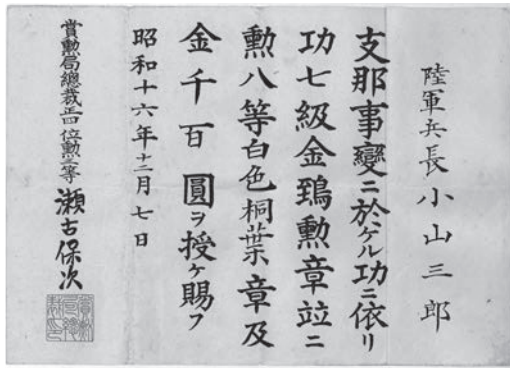 陸軍兵長小山三郎
支那事變ニ於ケル功ニ依リ
功七級金鵄勲章竝ニ
勲八等白色桐葉章及
金千百圓ヲ授ケ賜フ
昭和十六年十二月七日
賞勲局總裁正四位勲二等瀬古保次